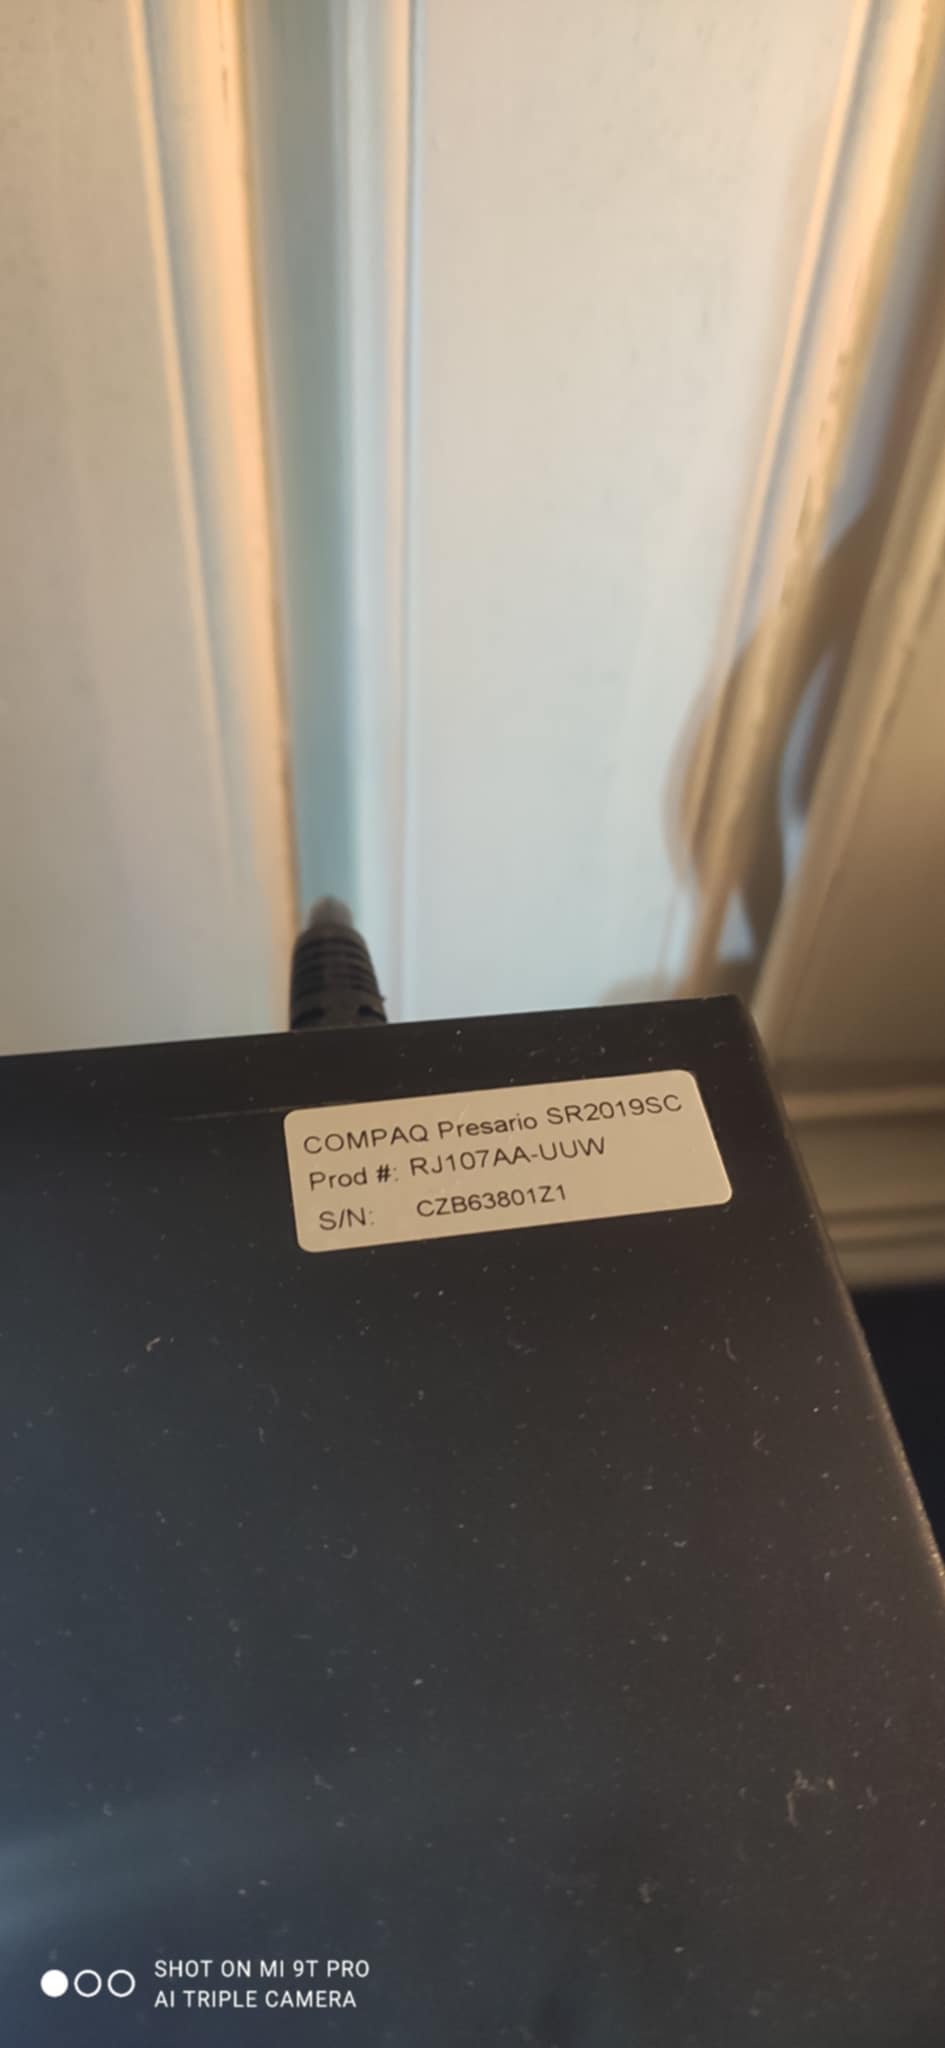 COMPAQ Presario SR2019SC
Prod #: RJ107AA-UUW
S/N: CZB63801Z1
SHOT ON MI 9T PRO
AI TRIPLE CAMERA